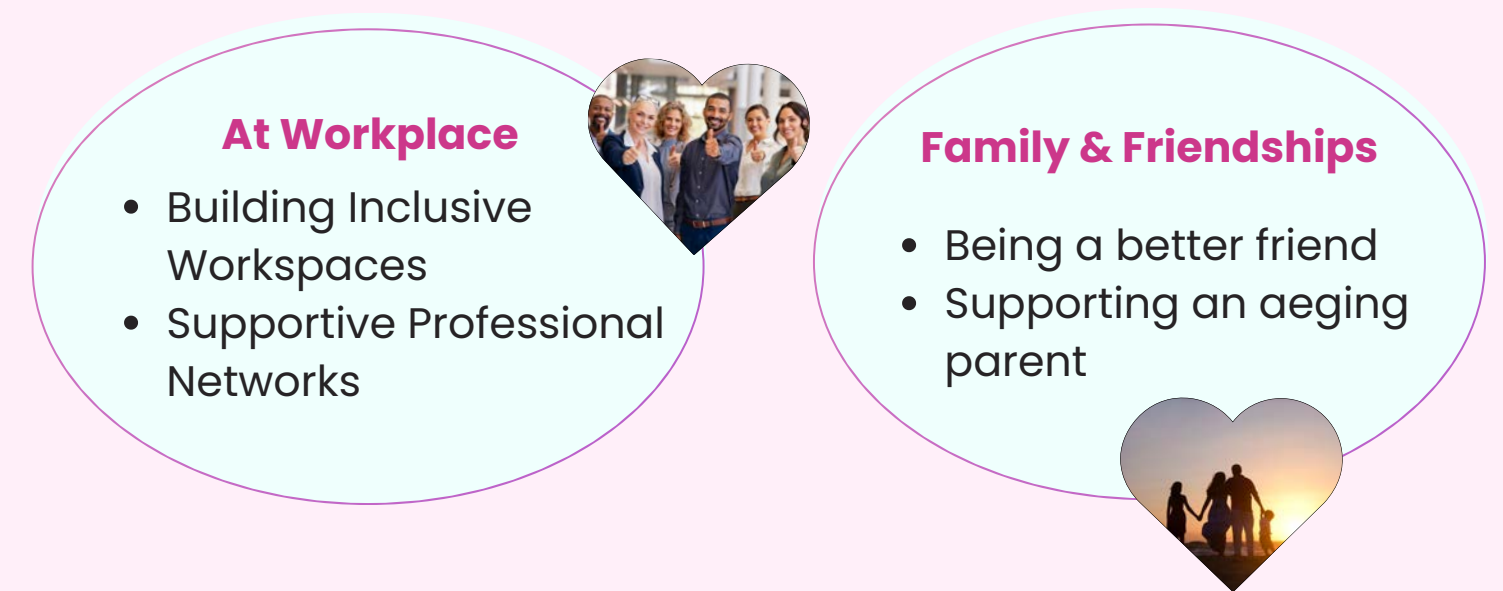 At Workplace
• Building Inclusive
Workspaces
• Supportive Professional
Networks
Family & Friendships
• Being a better friend
• Supporting an aeging
parent